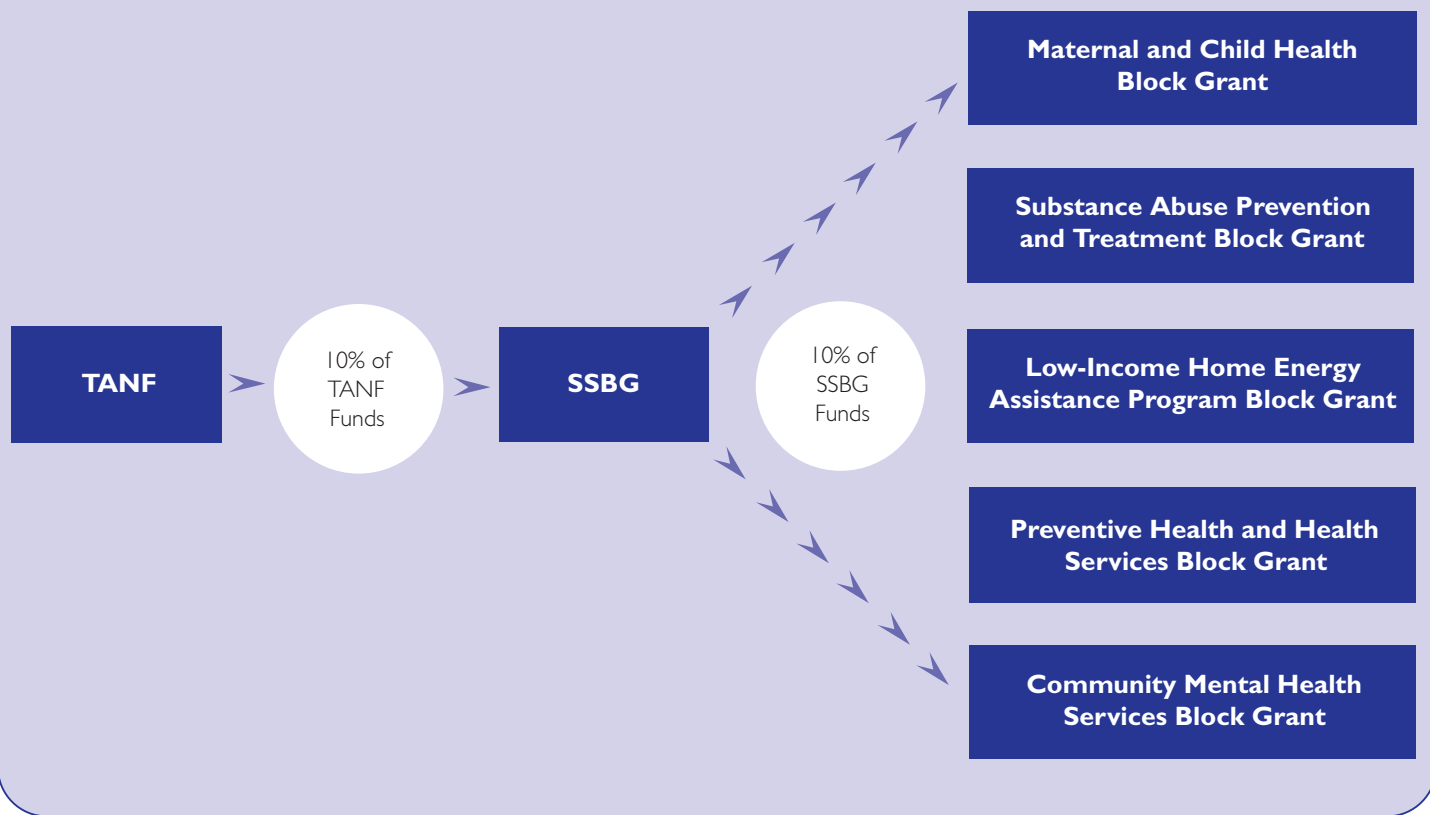 TANF
10% of
TANF
Funds
SSBG
10% of
SSBG
Funds
Maternal and Child Health
Block Grant
Substance Abuse Prevention
and Treatment Block Grant
Low-Income Home Energy
Assistance Program Block Grant
Preventive Health and Health
Services Block Grant
Community Mental Health
Services Block Grant